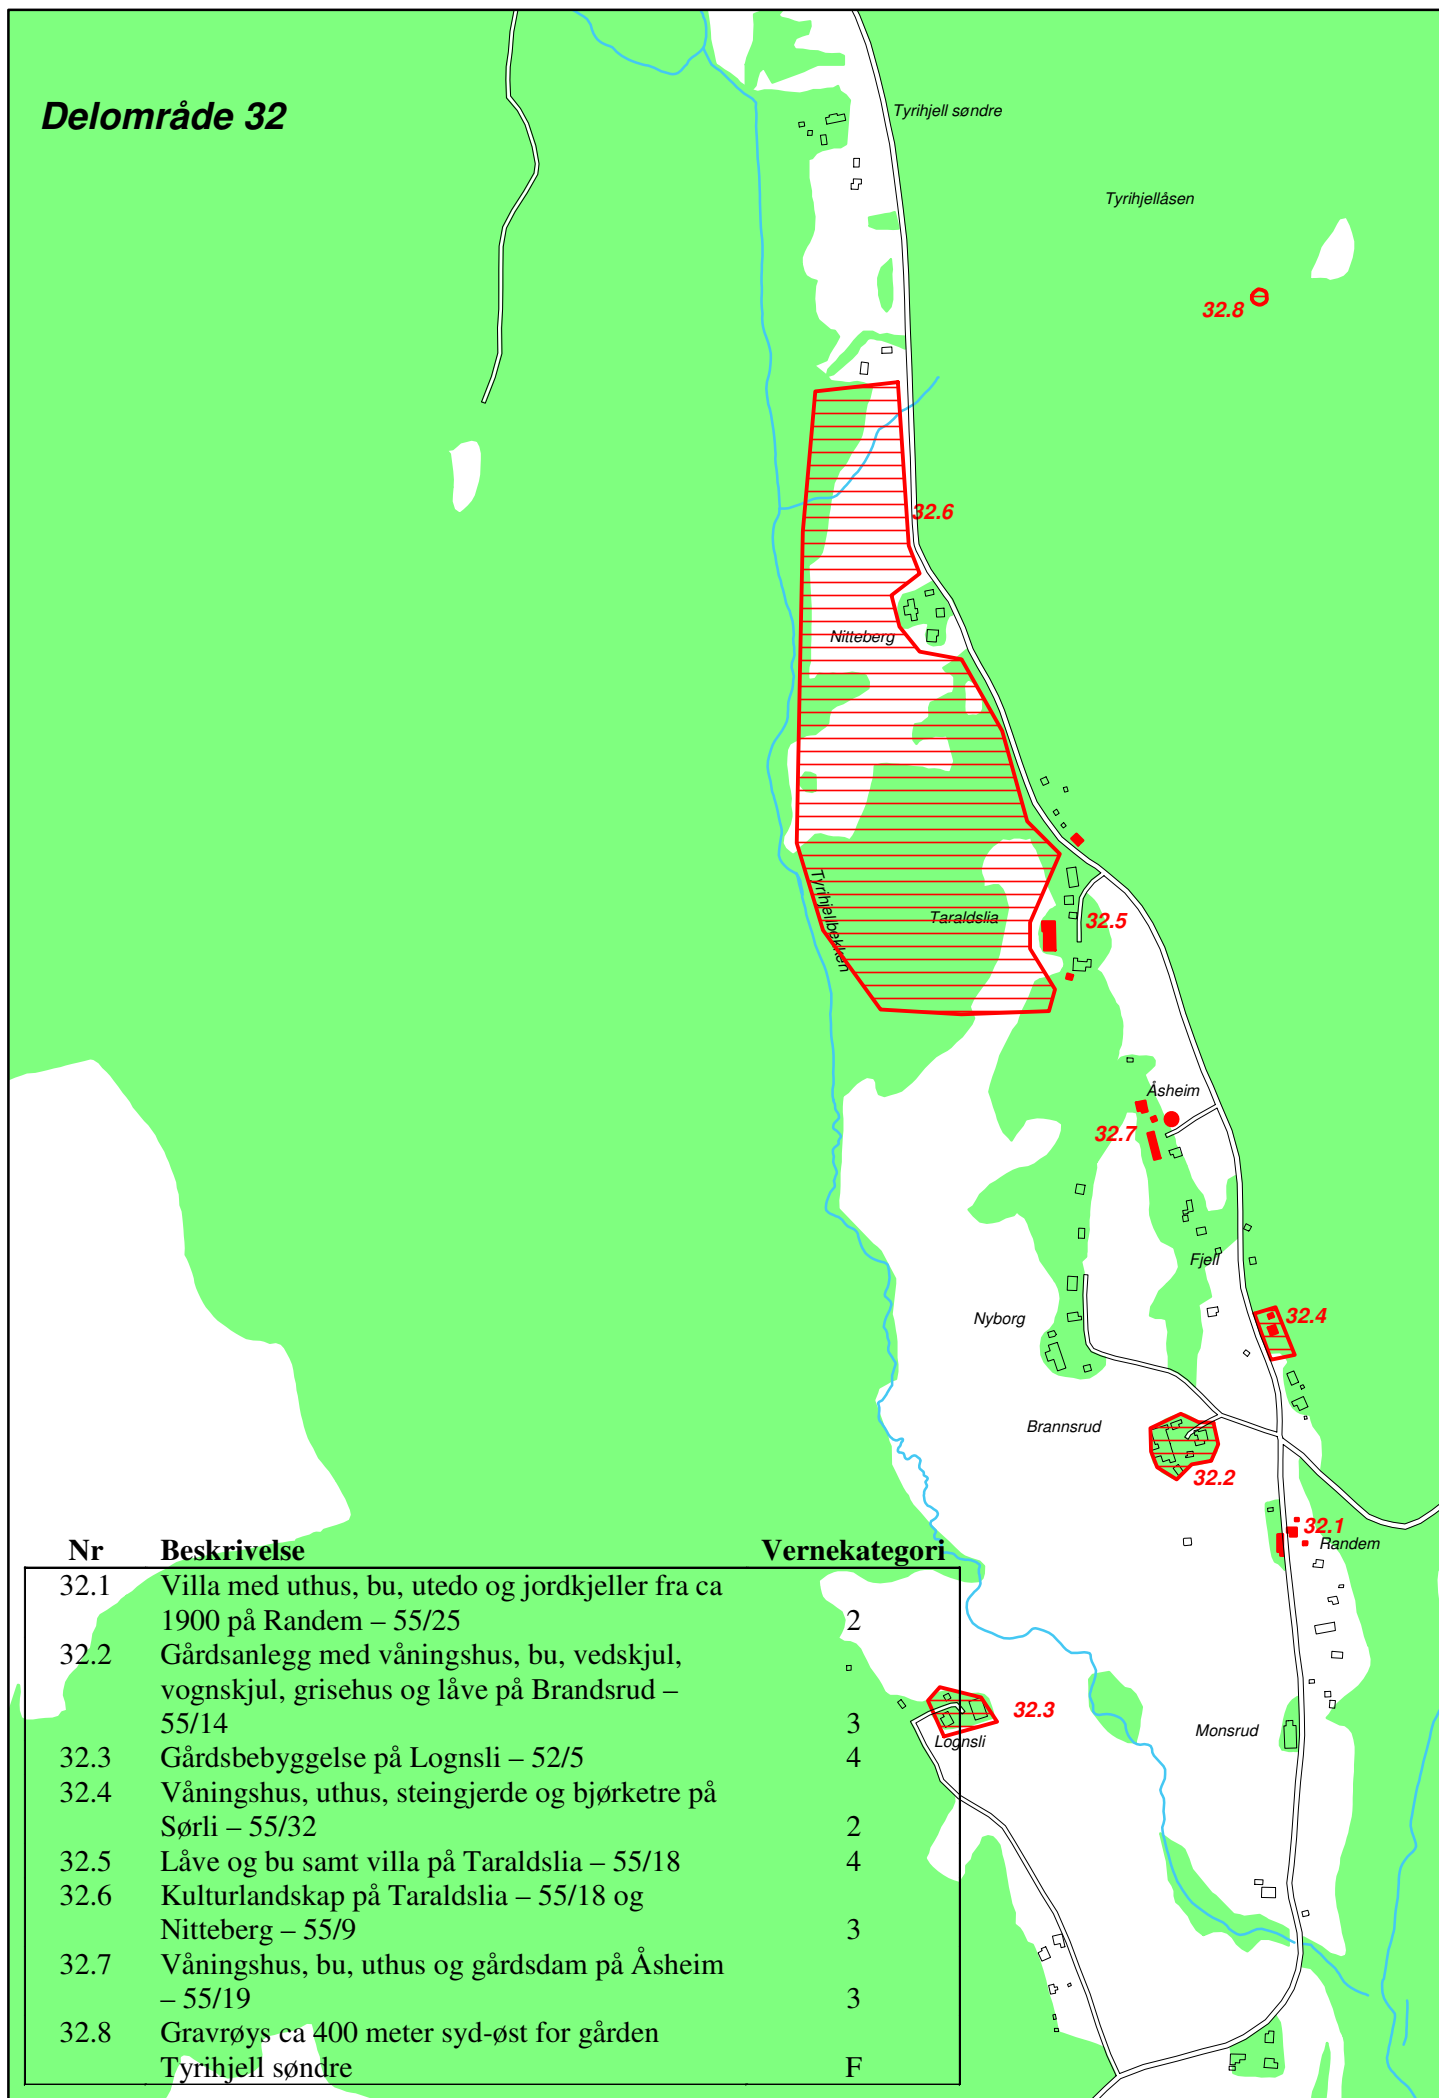 Delområde 32
Tyrihjell søndre
Tyrihjellåsen
32.8
32.6
Nitteberg
Tyrihjellbekken
Taraldslia
32.5
Åsheim
32.7
Fjell
Nyborg
32.4
Brannsrud
32.2
32.1
Randem
32.3
Lognsli
Monsrud
Nr Beskrivelse Vernekategori
32.1 Villa med uthus, bu, utedo og jordkjeller fra ca
1900 på Randem – 55/25 2
32.2 Gårdsanlegg med våningshus, bu, vedskjul,
vognskjul, grisehus og låve på Brandsrud –
55/14 3
32.3 Gårdsbebyggelse på Lognsli – 52/5 4
32.4 Våningshus, uthus, steingjerde og bjørketre på
Sørli – 55/32 2
32.5 Låve og bu samt villa på Taraldslia – 55/18 4
32.6 Kulturlandskap på Taraldslia – 55/18 og
Nitteberg – 55/9 3
32.7 Våningshus, bu, uthus og gårdsdam på Åsheim
– 55/19 3
32.8 Gravrøys ca 400 meter syd-øst for gården
Tyrihjell søndre F